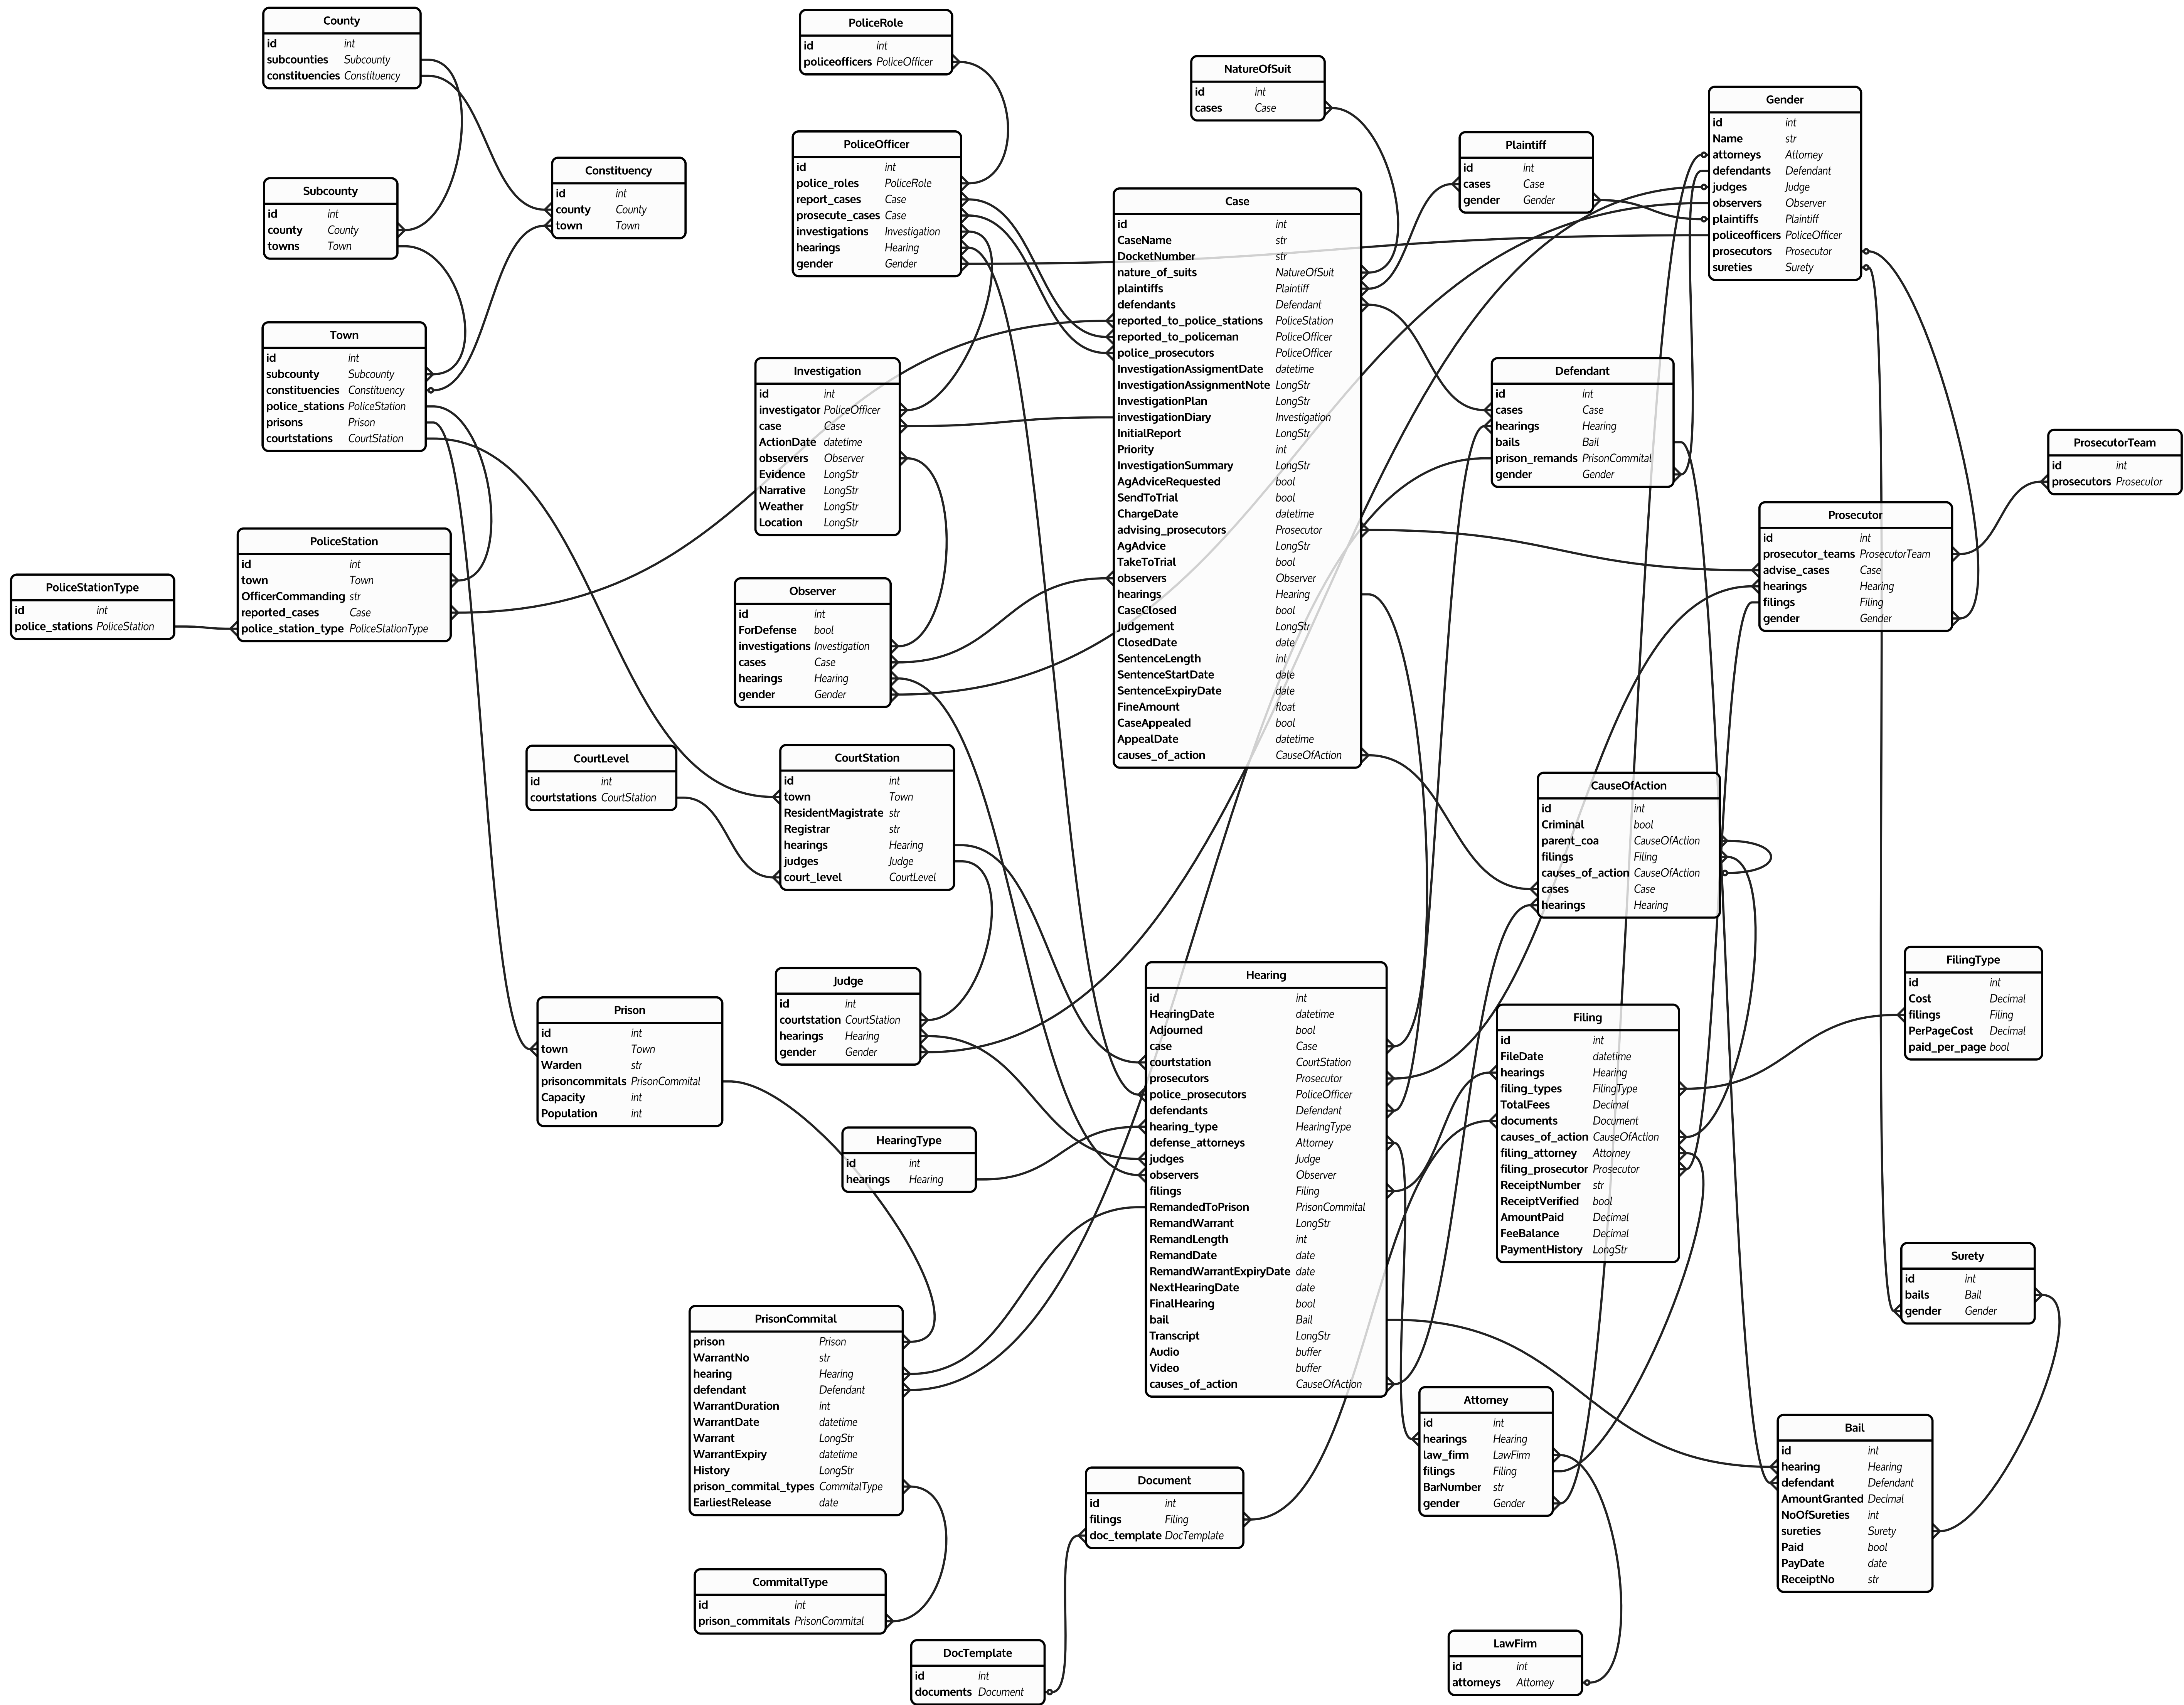 County
id int
subcounties Subcounty
constituencies Constituency
PoliceRole
id int
policeofficers PoliceOfficer
NatureOfSuit
id int
cases Case
Gender
id int
Name str
attorneys Attorney
defendants Defendant
judges Judge
observers Observer
plaintiffs Plaintiff
policeofficers PoliceOfficer
prosecutors Prosecutor
sureties Surety
PoliceOfficer
id int
police_roles PoliceRole
report_cases Case
prosecute_cases Case
investigations Investigation
hearings Hearing
gender Gender
Plaintiff
id int
cases Case
gender Gender
Constituency
id int
county County
town Town
Subcounty
id int
county County
towns Town
Case
id int
CaseName str
DocketNumber str
nature_of_suits NatureOfSuit
plaintiffs Plaintiff
defendants Defendant
reported_to_police_stations PoliceStation
reported_to_policeman PoliceOfficer
police_prosecutors PoliceOfficer
InvestigationAssigmentDate datetime
InvestigationAssignmentNote LongStr
InvestigationPlan LongStr
investigationDiary Investigation
InitialReport LongStr
Priority int
InvestigationSummary LongStr
AgAdviceRequested bool
SendToTrial bool
ChargeDate datetime
advising_prosecutors Prosecutor
AgAdvice LongStr
TakeToTrial bool
observers Observer
hearings Hearing
CaseClosed bool
Judgement LongStr
ClosedDate date
SentenceLength int
SentenceStartDate date
SentenceExpiryDate date
FineAmount float
CaseAppealed bool
AppealDate datetime
causes_of_action CauseOfAction
Town
id int
subcounty Subcounty
constituencies Constituency
police_stations PoliceStation
prisons Prison
courtstations CourtStation
Investigation
id int
investigator PoliceOfficer
case Case
ActionDate datetime
observers Observer
Evidence LongStr
Narrative LongStr
Weather LongStr
Location LongStr
Defendant
id int
cases Case
hearings Hearing
bails Bail
prison_remands PrisonCommital
gender Gender
ProsecutorTeam
id int
prosecutors Prosecutor
Prosecutor
id int
prosecutor_teams ProsecutorTeam
advise_cases Case
hearings Hearing
filings Filing
gender Gender
PoliceStation
id int
town Town
OfficerCommanding str
reported_cases Case
police_station_type PoliceStationType
PoliceStationType
id int
police_stations PoliceStation
Observer
id int
ForDefense bool
investigations Investigation
cases Case
hearings Hearing
gender Gender
CourtLevel
id int
courtstations CourtStation
CourtStation
id int
town Town
ResidentMagistrate str
Registrar str
hearings Hearing
judges Judge
court_level CourtLevel
CauseOfAction
id int
Criminal bool
parent_coa CauseOfAction
filings Filing
causes_of_action CauseOfAction
cases Case
hearings Hearing
FilingType
id int
Cost Decimal
filings Filing
PerPageCost Decimal
paid_per_page bool
Judge
id int
courtstation CourtStation
hearings Hearing
gender Gender
Hearing
id int
HearingDate datetime
Adjourned bool
case Case
courtstation CourtStation
prosecutors Prosecutor
police_prosecutors PoliceOfficer
defendants Defendant
hearing_type HearingType
defense_attorneys Attorney
judges Judge
observers Observer
filings Filing
RemandedToPrison PrisonCommital
RemandWarrant LongStr
RemandLength int
RemandDate date
RemandWarrantExpiryDate date
NextHearingDate date
FinalHearing bool
bail Bail
Transcript LongStr
Audio buffer
Video buffer
causes_of_action CauseOfAction
Prison
id int
town Town
Warden str
prisoncommitals PrisonCommital
Capacity int
Population int
Filing
id int
FileDate datetime
hearings Hearing
filing_types FilingType
TotalFees Decimal
documents Document
causes_of_action CauseOfAction
filing_attorney Attorney
filing_prosecutor Prosecutor
ReceiptNumber str
ReceiptVerified bool
AmountPaid Decimal
FeeBalance Decimal
PaymentHistory LongStr
HearingType
id int
hearings Hearing
Surety
id int
bails Bail
gender Gender
PrisonCommital
prison Prison
WarrantNo str
hearing Hearing
defendant Defendant
WarrantDuration int
WarrantDate datetime
Warrant LongStr
WarrantExpiry datetime
History LongStr
prison_commital_types CommitalType
EarliestRelease date
Attorney
id int
hearings Hearing
law_firm LawFirm
filings Filing
BarNumber str
gender Gender
Bail
id int
hearing Hearing
defendant Defendant
AmountGranted Decimal
NoOfSureties int
sureties Surety
Paid bool
PayDate date
ReceiptNo str
Document
id int
filings Filing
doc_template DocTemplate
CommitalType
id int
prison_commitals PrisonCommital
DocTemplate
id int
documents Document
LawFirm
id int
attorneys Attorney